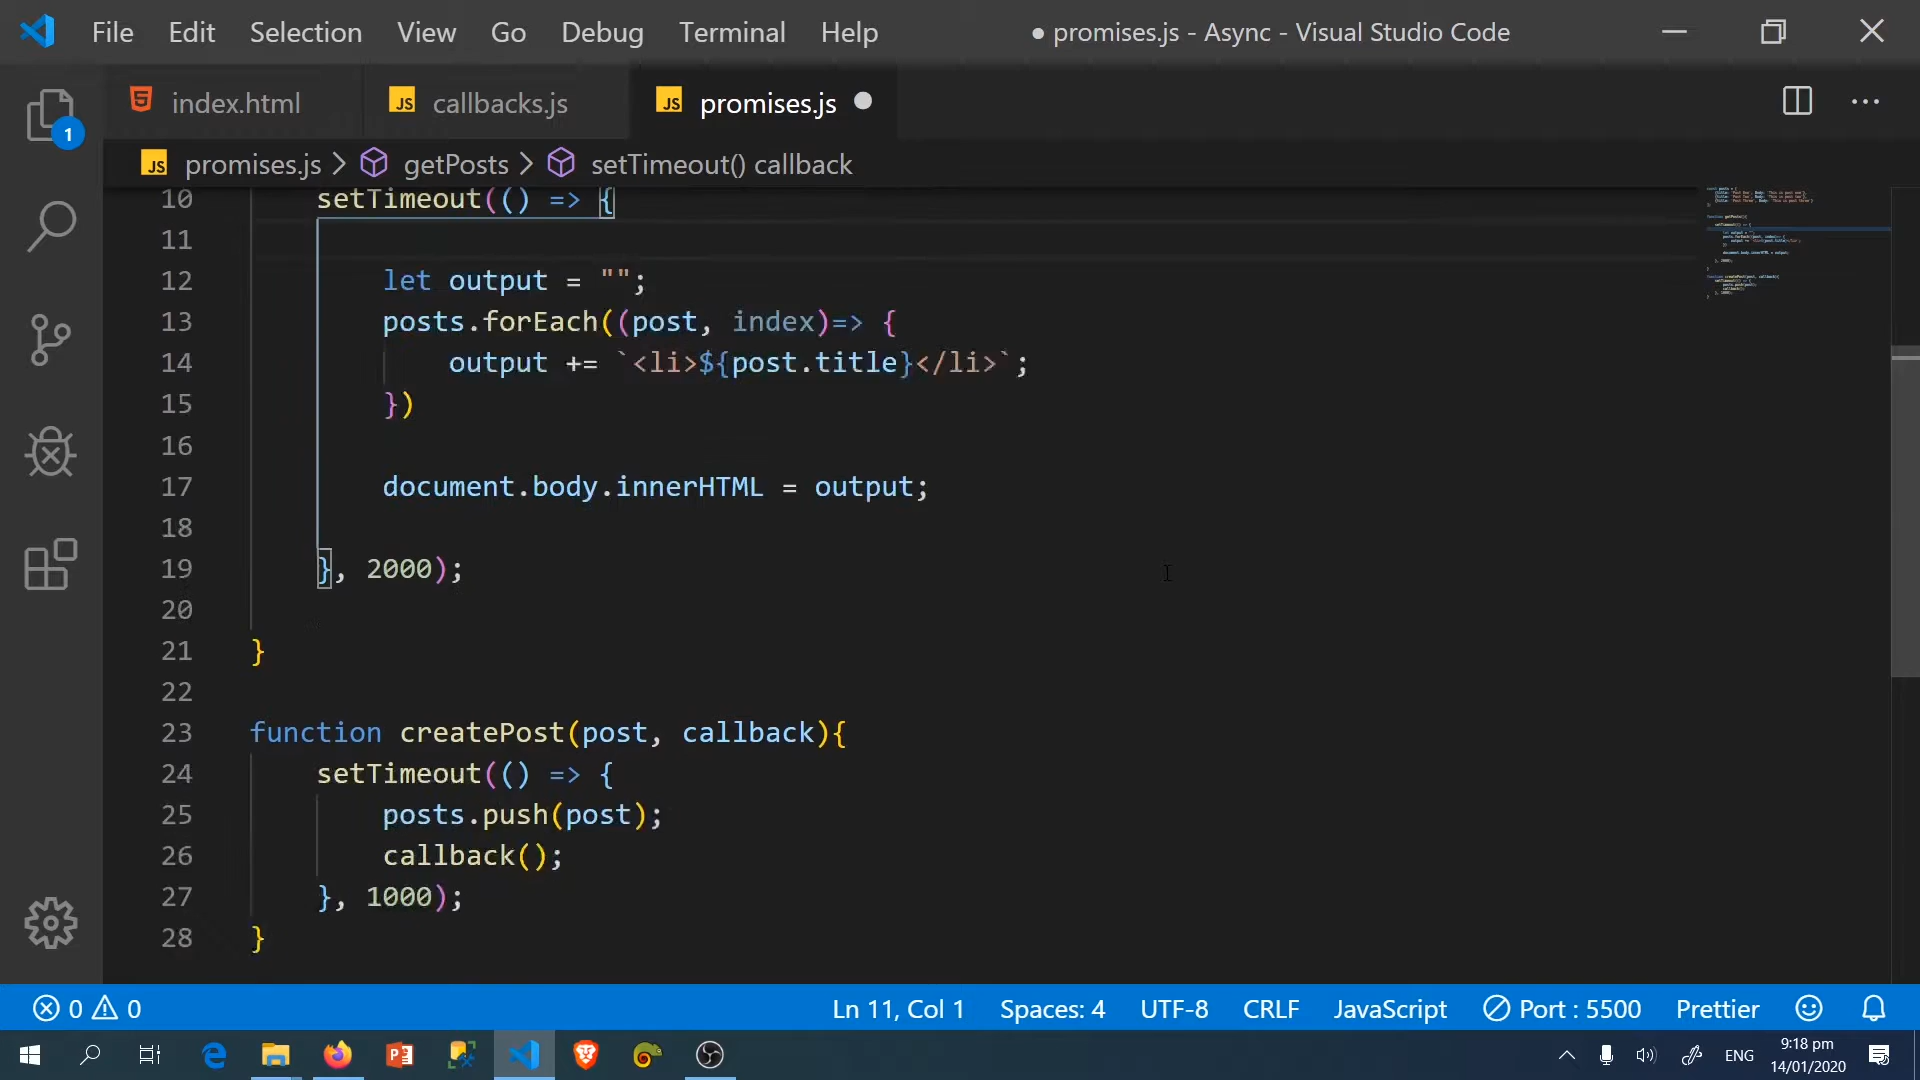 File Edit Selection View Go Debug Terminal Help ● promises.js - Async - Visual Studio Code
index.html JS callbacks.js JS promises.js
1
JS promises.js > getPosts > setTimeout() callback
10 setTimeout(() => {
11
12 let output = "";
13 posts.forEach((post, index)=> {
14 output += `<li>${post.title}</li>`;
15 })
16
17 document.body.innerHTML = output;
18
19 }, 2000);
20
21 }
22
23 function createPost(post, callback){
24 setTimeout(() => {
25 posts.push(post);
26 callback();
27 }, 1000);
28 }
0 0 Ln 11, Col 1 Spaces: 4 UTF-8 CRLF JavaScript Port : 5500 Prettier
ENG 9:18 pm
14/01/2020